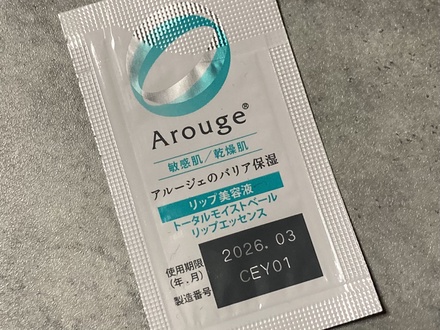 Arouge®
敏感肌/乾燥肌
アルージェのバリア保湿
リップ美容液
トータルモイストベール
リップエッセンス
使用期限
(年,月)
2026.03
製造番号
CEY01